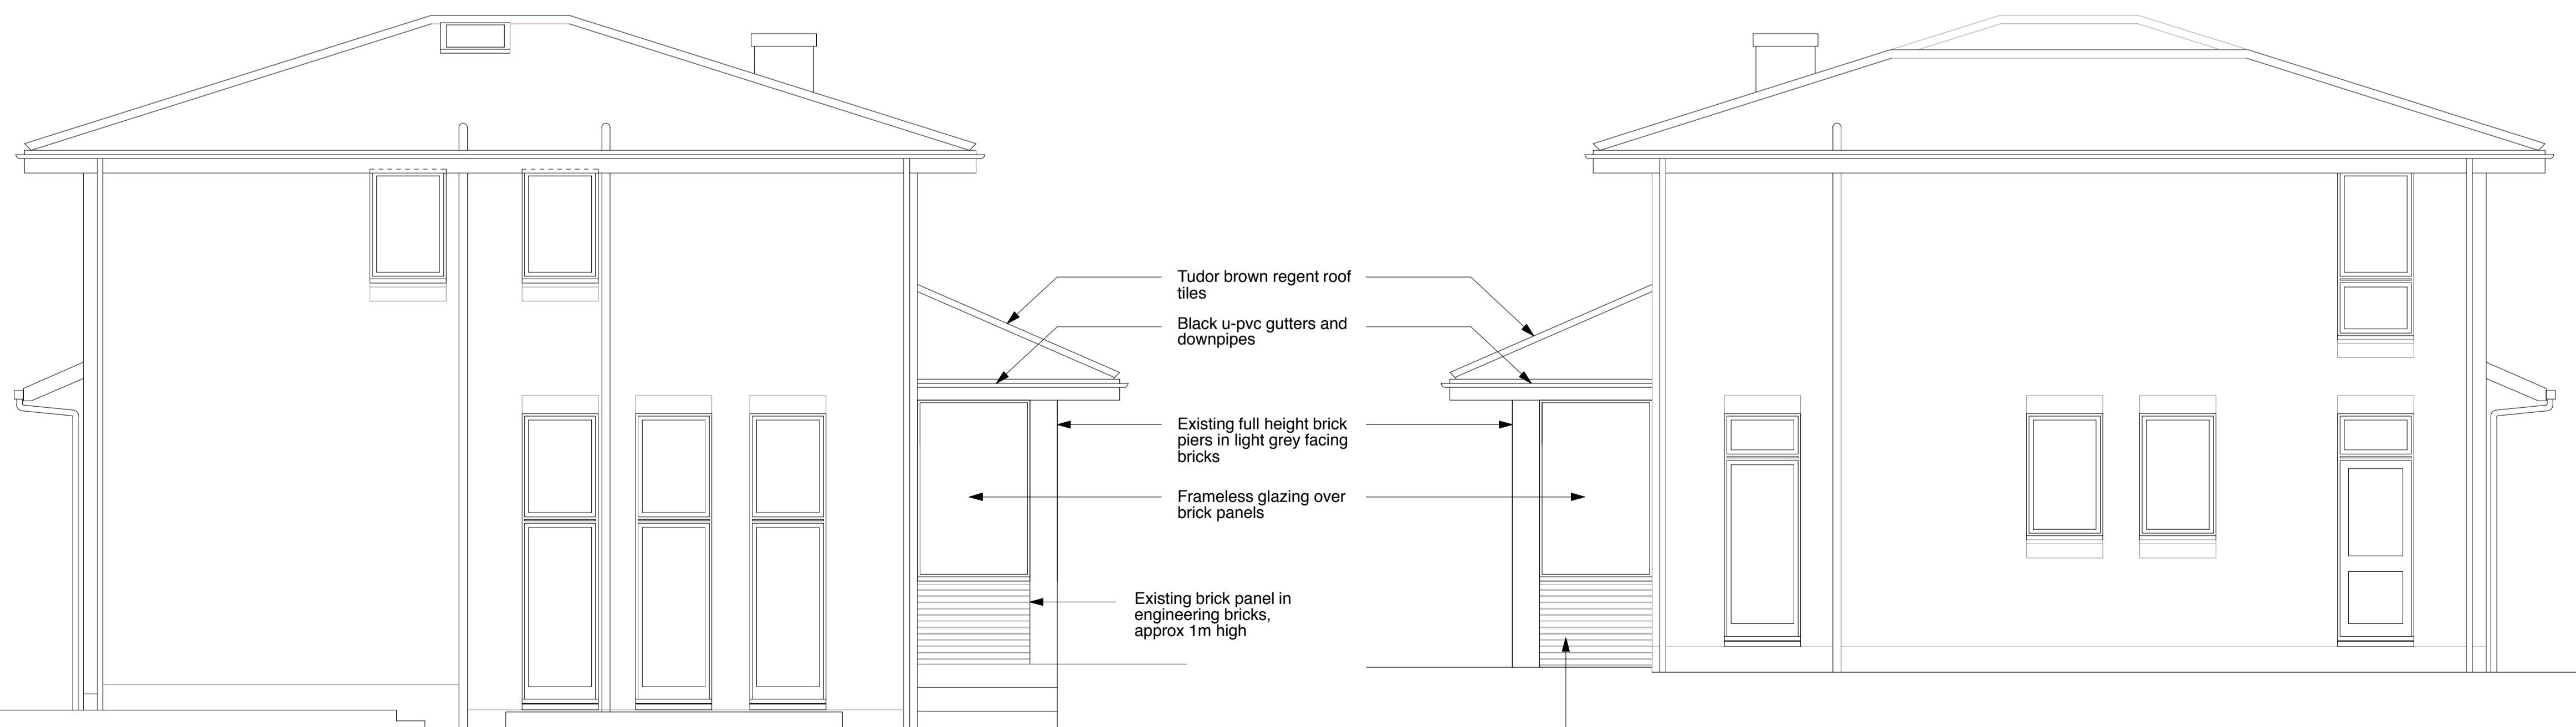 Tudor brown regent roof
tiles
Black u-pvc gutters and
downpipes
Existing full height brick
piers in light grey facing
bricks
Frameless glazing over
brick panels
Existing brick panel in
engineering bricks,
approx 1m high